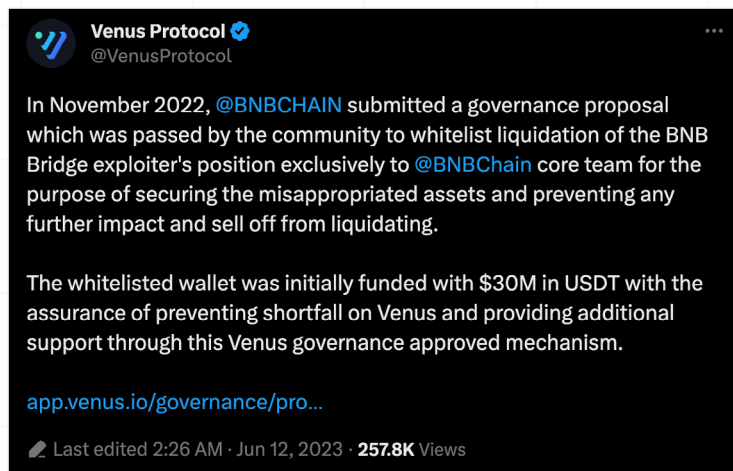 Venus Protocol
@VenusProtocol
In November 2022, @BNBCHAIN submitted a governance proposal
which was passed by the community to whitelist liquidation of the BNB
Bridge exploiter's position exclusively to @BNBChain core team for the
purpose of securing the misappropriated assets and preventing any
further impact and sell off from liquidating.
The whitelisted wallet was initially funded with $30M in USDT with the
assurance of preventing shortfall on Venus and providing additional
support through this Venus governance approved mechanism.
app.venus.io/governance/pro...
Last edited 2:26 AM · Jun 12, 2023 · 257.8K Views